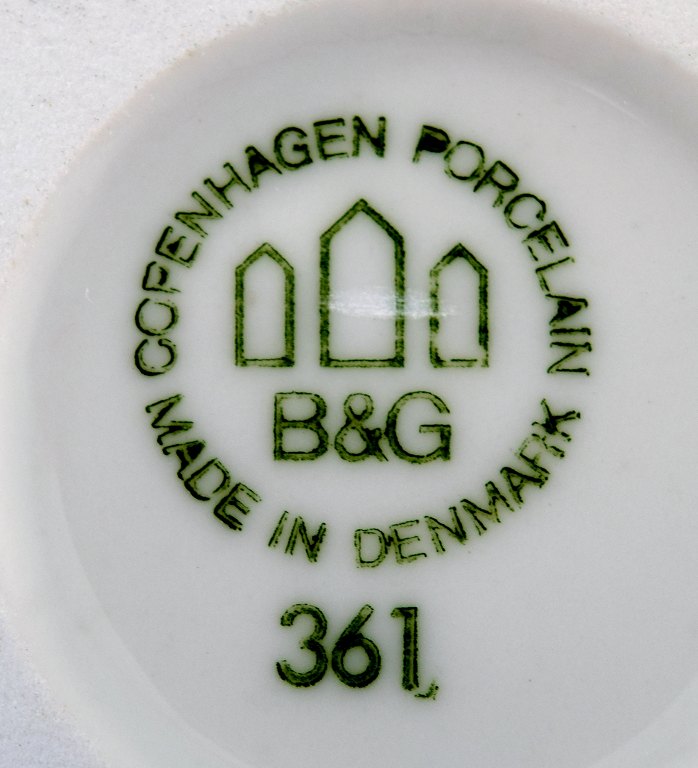 COPENHAGEN PORCELAIN
B&G
MADE IN DENMARK
361